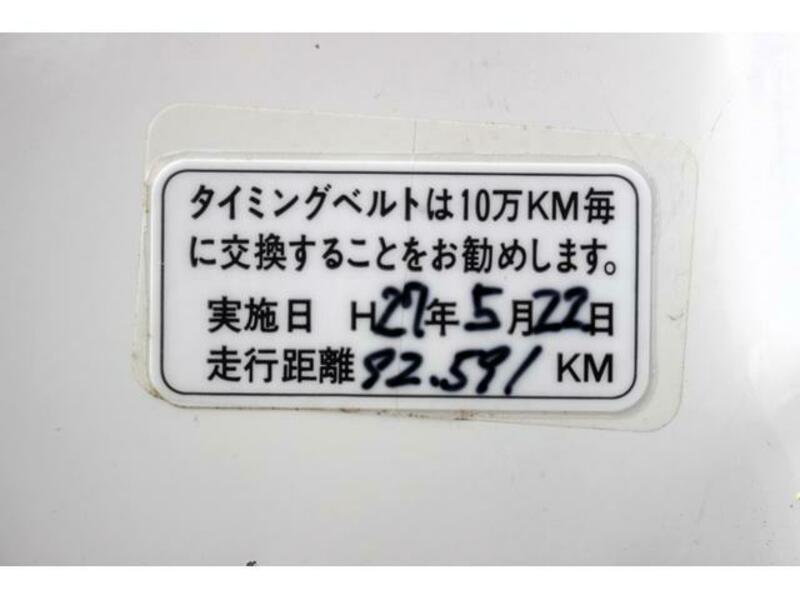 タイミングベルトは10万KM毎
に交換することをお勧めします。
実施日 H27年5月22日
走行距離 92.591 KM